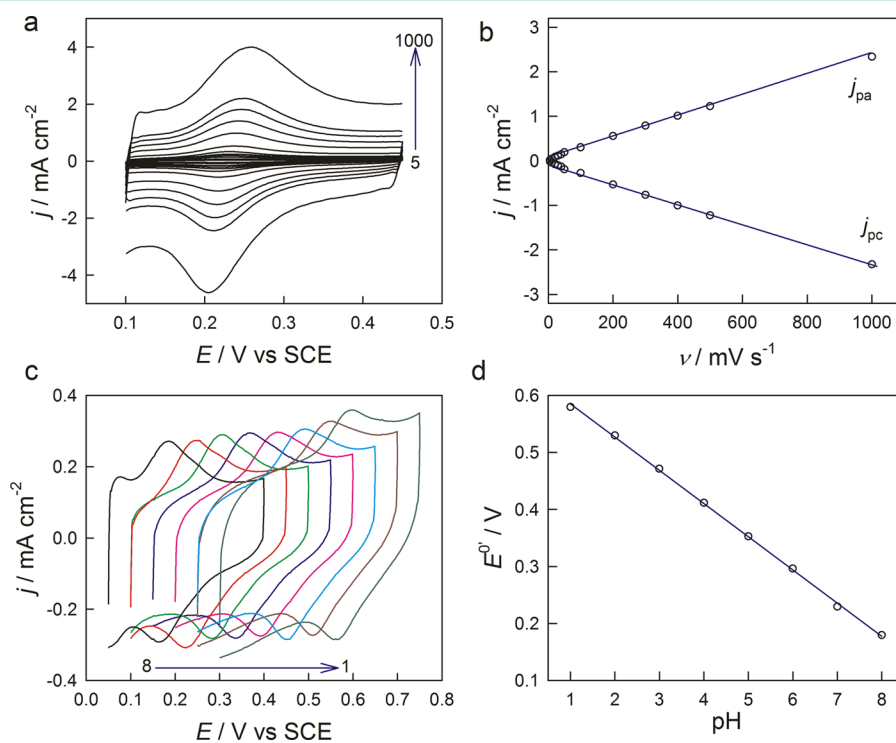 a
1000
4
2
0
-2
-4
5
0.1 0.2 0.3 0.4 0.5
j / mA cm-2
E / V vs SCE
b
3
2
1
0
-1
-2
-3
jpa
jpc
0 200 400 600 800 1000
j / mA cm-2
ν / mV s-1
c
0.4
0.2
0.0
-0.2
-0.4
8 1
0.0 0.1 0.2 0.3 0.4 0.5 0.6 0.7 0.8
j / mA cm-2
E / V vs SCE
d
0.6
0.5
0.4
0.3
0.2
0.1
1 2 3 4 5 6 7 8
E0' / V
pH